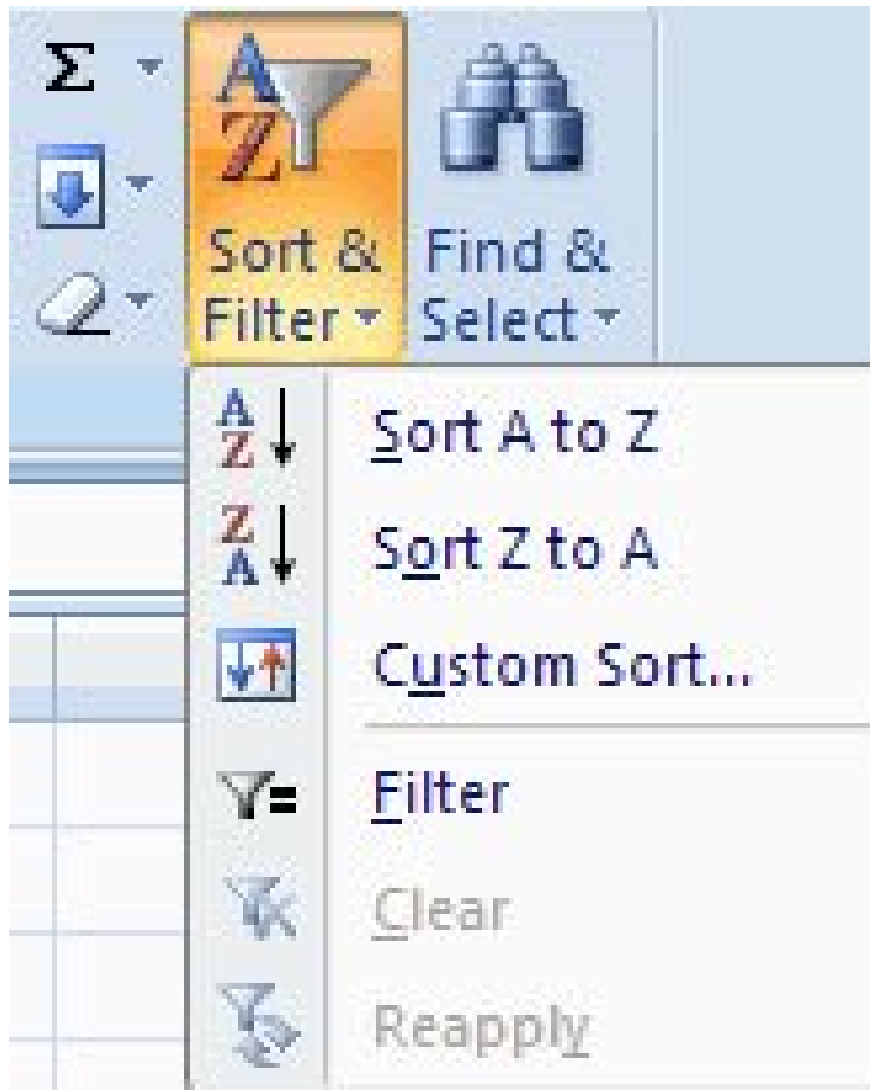 Σ
Sort &
Filter
Find &
Select
Sort A to Z
Sort Z to A
Custom Sort...
Filter
Clear
Reapply